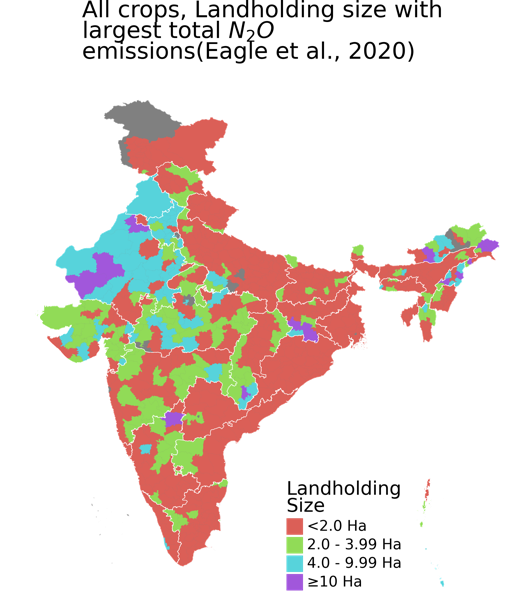 All crops, Landholding size with
largest total N₂O
emissions(Eagle et al., 2020)
Landholding
Size
<2.0 Ha
2.0 - 3.99 Ha
4.0 - 9.99 Ha
≥10 Ha